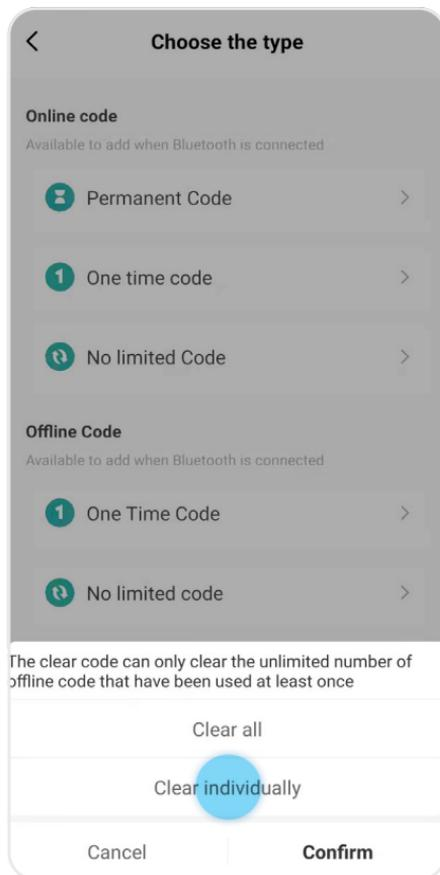 Choose the type
Online code
Available to add when Bluetooth is connected
Permanent Code
1 One time code
No limited Code
Offline Code
Available to add when Bluetooth is connected
1 One Time Code
No limited code
The clear code can only clear the unlimited number of
offline code that have been used at least once
Clear all
Clear individually
Cancel Confirm